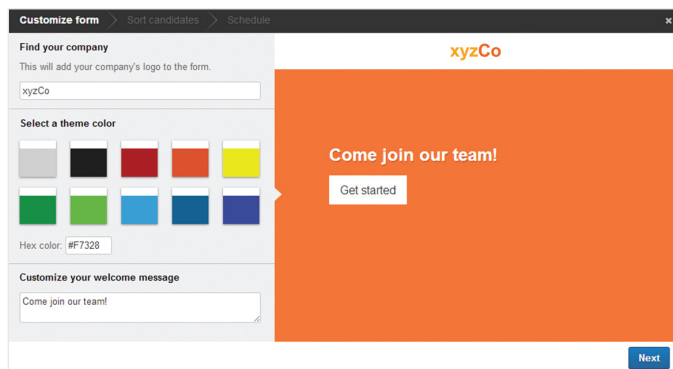 Customize form Sort candidates Schedule ×
Find your company
This will add your company's logo to the form.
xyzCo
Select a theme color
Hex color: #F7328
Customize your welcome message
Come join our team!
xyzCo
Come join our team!
Get started
Next